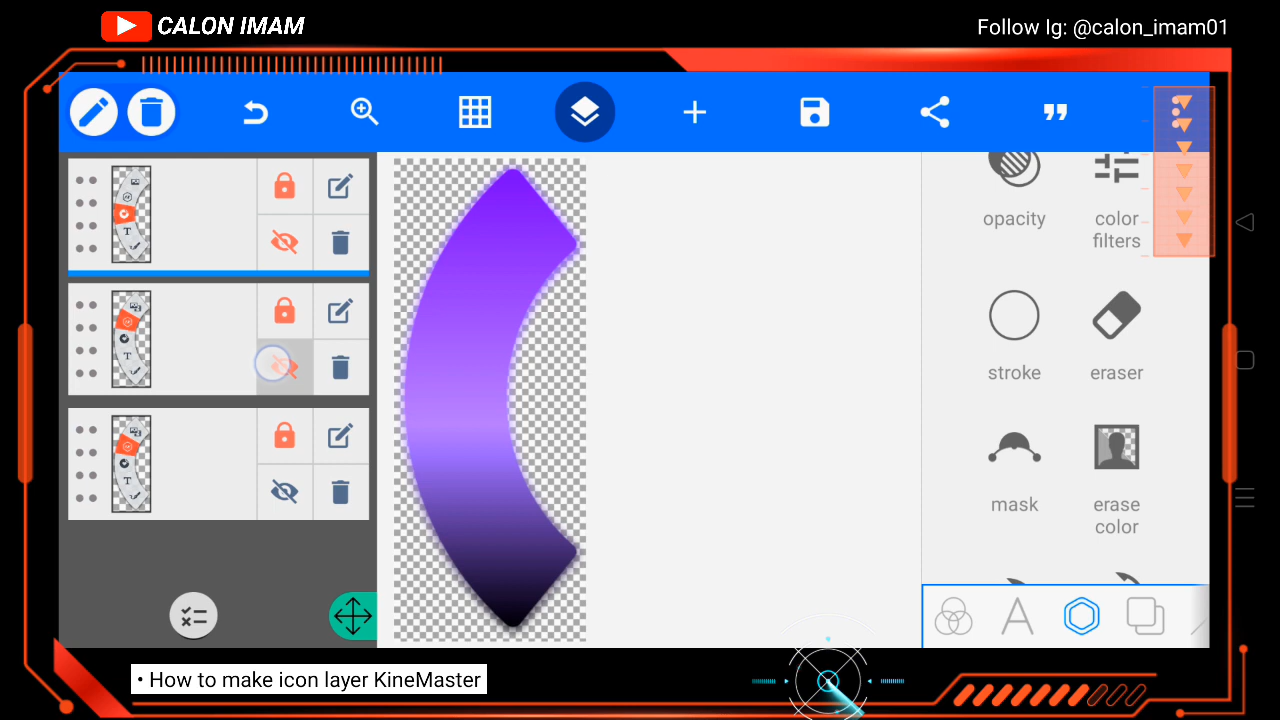 CALON IMAM
Follow Ig: @calon_imam01
opacity
color
filters
stroke
eraser
mask
erase
color
• How to make icon layer KineMaster